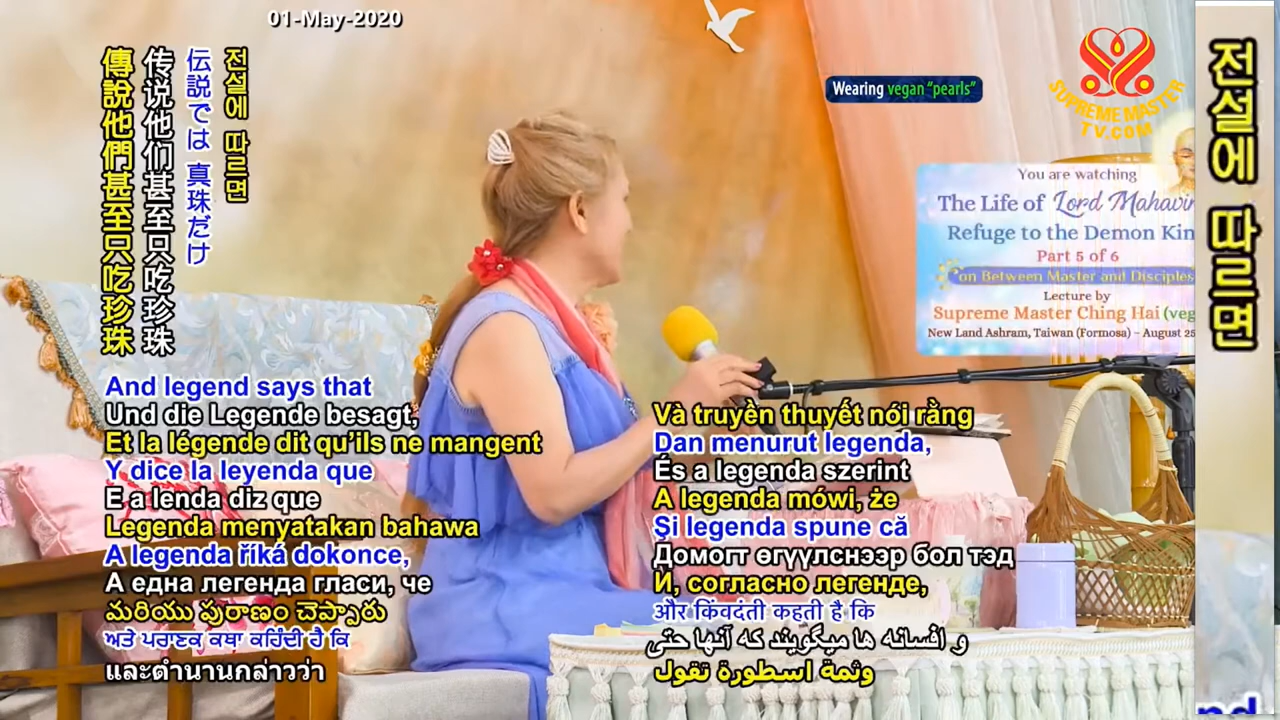 01-May-2020
전설에 따르면
伝説では 真珠だけ
传说他们甚至只吃珍珠
傳說他們甚至只吃珍珠
Wearing vegan “pearls”
SUPREME MASTER
TV.COM
You are watching
The Life of Lord Mahavir
Refuge to the Demon Kin
Part 5 of 6
on Between Master and Disciples
Lecture by
Supreme Master Ching Hai (veg
New Land Ashram, Taiwan (Formosa) – August 25
And legend says that
Und die Legende besagt,
Et la légende dit qu’ils ne mangent
Y dice la leyenda que
E a lenda diz que
Legenda menyatakan bahawa
A legenda říká dokonce,
А една легенда гласи, че
మరియు పురాణం చెప్పారు
ਅਤੇ ਪਰਾਣਕ ਕਥਾ ਕਹਿੰਦੀ ਹੈ ਕਿ
และตำนานกล่าวว่า
Và truyền thuyết nói rằng
Dan menurut legenda,
És a legenda szerint
A legenda mówi, że
Şi legenda spune că
Домогт өгүүлснээр бол тэд
И, согласно легенде,
और किंवदंती कहती है कि
و افسانه ها میگویند که آنها حتی
وثمة اسطورة تقول
전설에 따르면
nd